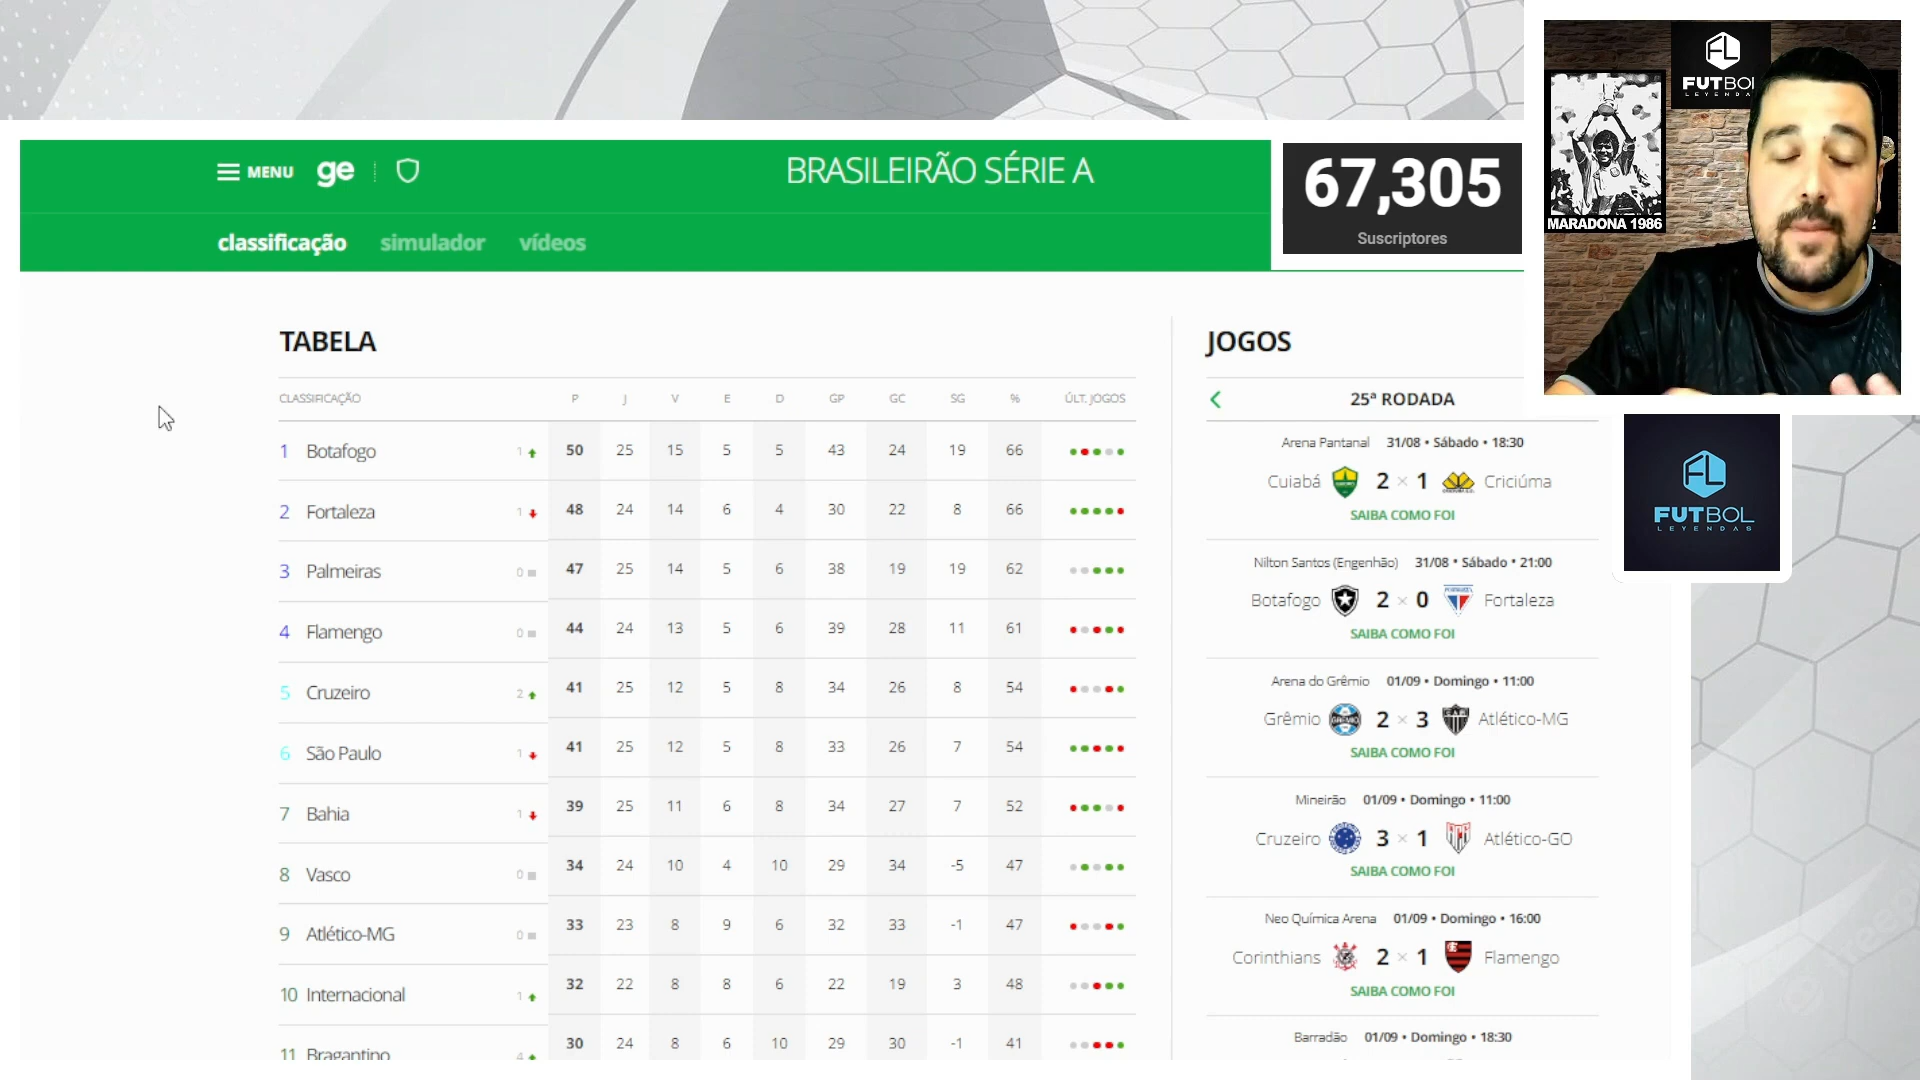 MENU ge BRASILEIRÃO SÉRIE A
classificação simulador vídeos
67,305
Suscriptores
FL
FUTBOL
LEYENDA
MARADONA 1986
2
FL
FUTBOL
LEYENDAS
TABELA
CLASSIFICAÇÃO P J V E D GP GC SG % ÚLT. JOGOS
1 Botafogo 1 50 25 15 5 5 43 24 19 66
2 Fortaleza 1 48 24 14 6 4 30 22 8 66
3 Palmeiras 0 47 25 14 5 6 38 19 19 62
4 Flamengo 0 44 24 13 5 6 39 28 11 61
5 Cruzeiro 2 41 25 12 5 8 34 26 8 54
6 São Paulo 1 41 25 12 5 8 33 26 7 54
7 Bahia 1 39 25 11 6 8 34 27 7 52
8 Vasco 0 34 24 10 4 10 29 34 -5 47
9 Atlético-MG 0 33 23 8 9 6 32 33 -1 47
10 Internacional 1 32 22 8 8 6 22 19 3 48
11 Bragantino 4 30 24 8 6 10 29 30 -1 41
JOGOS
25ª RODADA
Arena Pantanal 31/08 • Sábado • 18:30
Cuiabá 2 × 1 Criciúma
SAIBA COMO FOI
Nilton Santos (Engenhão) 31/08 • Sábado • 21:00
Botafogo 2 × 0 Fortaleza
SAIBA COMO FOI
Arena do Grêmio 01/09 • Domingo • 11:00
Grêmio 2 × 3 Atlético-MG
SAIBA COMO FOI
Mineirão 01/09 • Domingo • 11:00
Cruzeiro 3 × 1 Atlético-GO
SAIBA COMO FOI
Neo Química Arena 01/09 • Domingo • 16:00
Corinthians 2 × 1 Flamengo
SAIBA COMO FOI
Barradão 01/09 • Domingo • 18:30